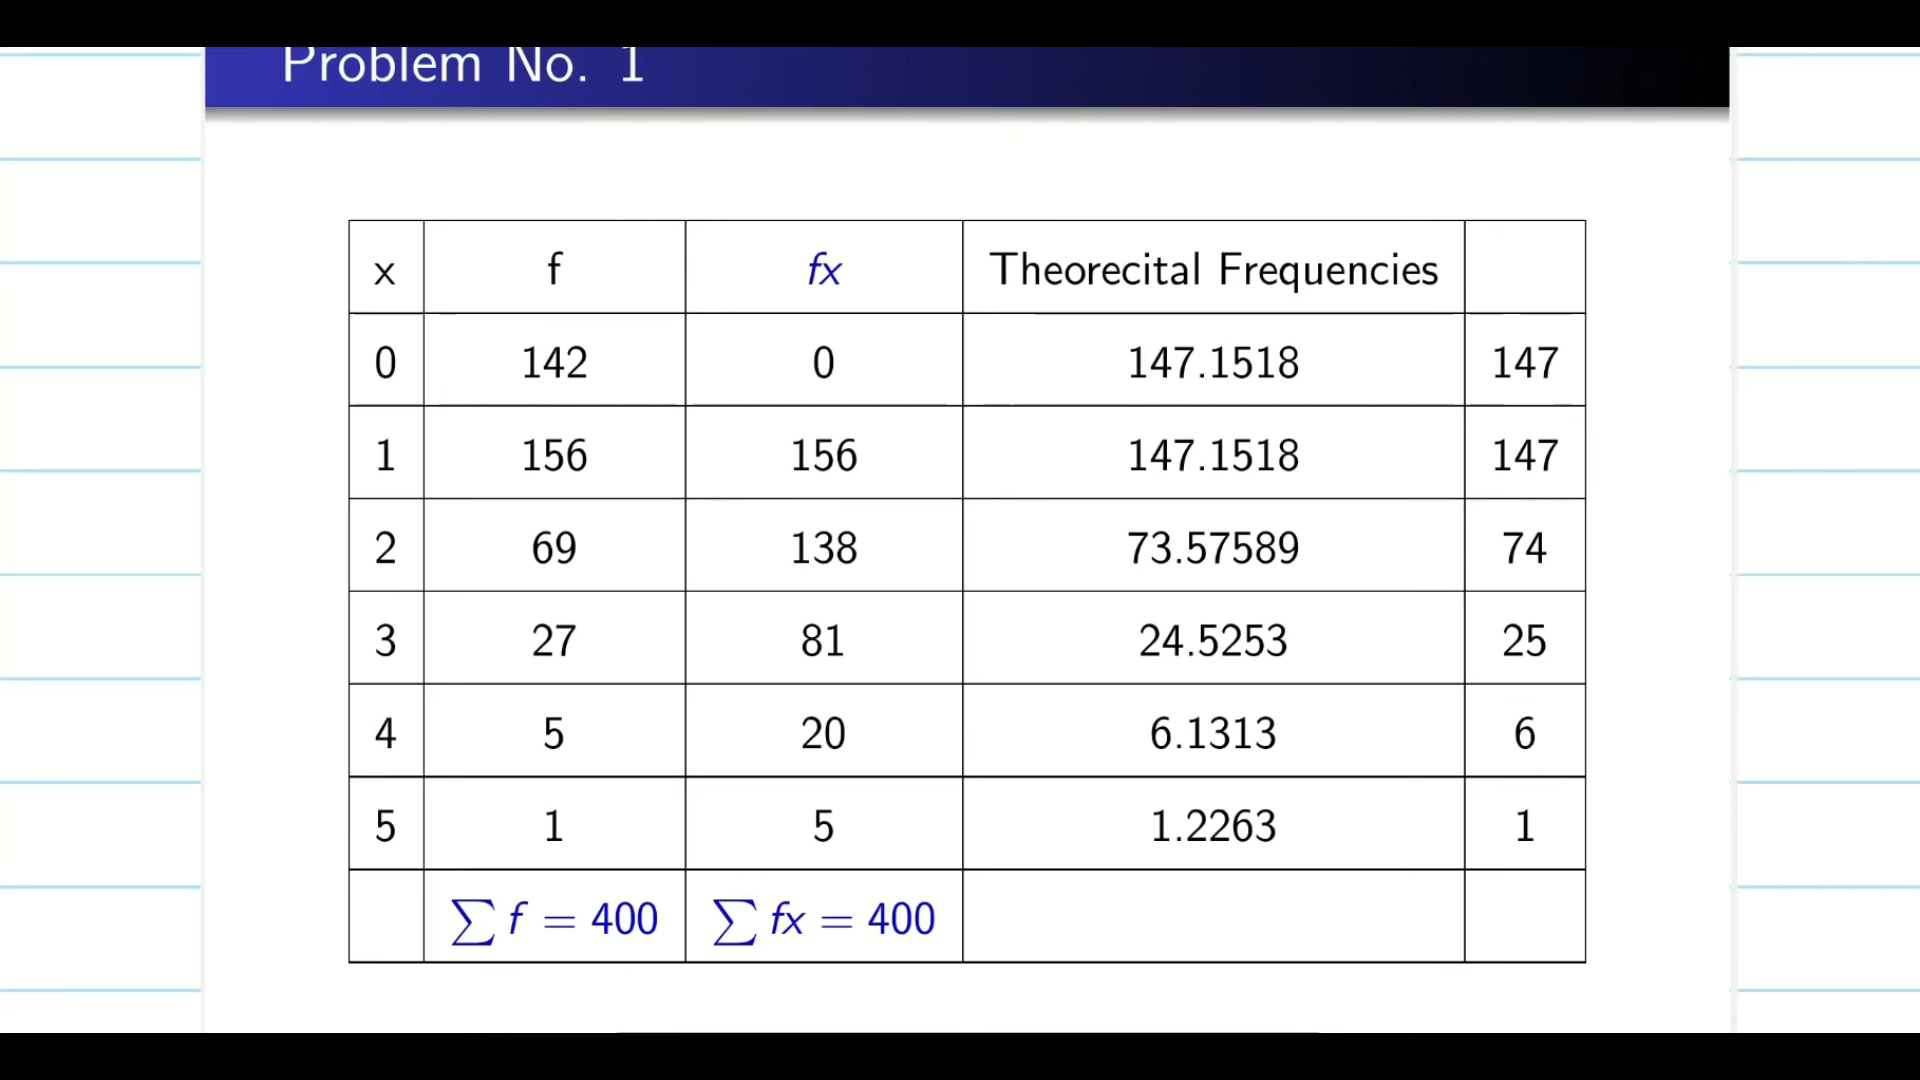 Problem No. 1
x f fx Theorecital Frequencies
0 142 0 147.1518 147
1 156 156 147.1518 147
2 69 138 73.57589 74
3 27 81 24.5253 25
4 5 20 6.1313 6
5 1 5 1.2263 1
∑ f = 400 ∑ fx = 400